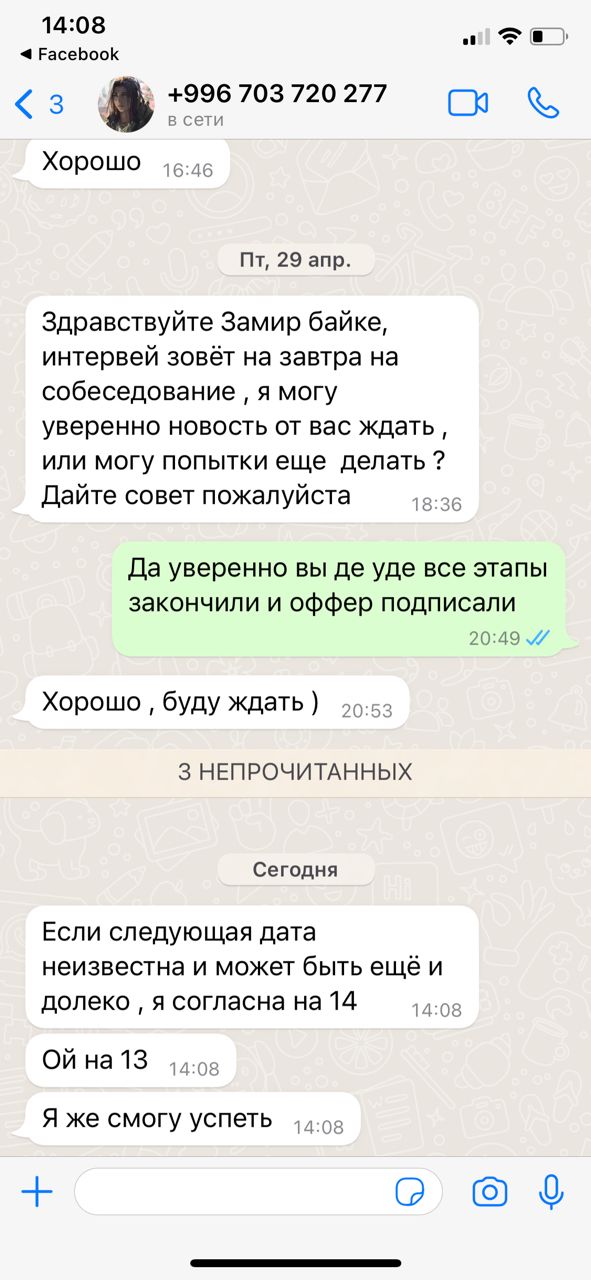 14:08
◀ Facebook
3
+996 703 720 277
в сети
Хорошо 16:46
Пт, 29 апр.
Здравствуйте Замир байке,
интервей зовёт на завтра на
собеседование , я могу
уверенно новость от вас ждать ,
или могу попытки еще делать ?
Дайте совет пожалуйста 18:36
Да уверенно вы де уде все этапы
закончили и оффер подписали
20:49
Хорошо , буду ждать ) 20:53
3 НЕПРОЧИТАННЫХ
Сегодня
Если следующая дата
неизвестна и может быть ещё и
долеко , я согласна на 14 14:08
Ой на 13 14:08
Я же смогу успеть 14:08